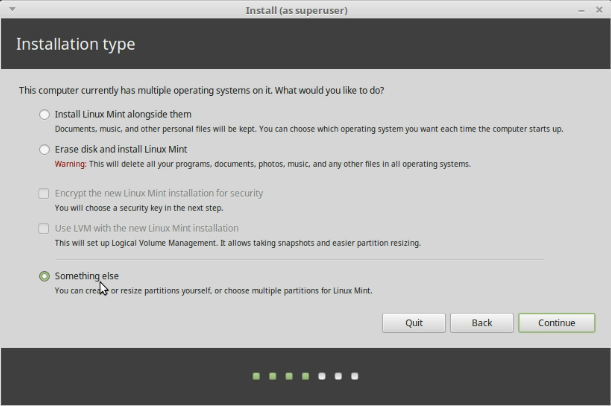 Install (as superuser)
Installation type
This computer currently has multiple operating systems on it. What would you like to do?
Install Linux Mint alongside them
Documents, music, and other personal files will be kept. You can choose which operating system you want each time the computer starts up.
Erase disk and install Linux Mint
Warning: This will delete all your programs, documents, photos, music, and any other files in all operating systems.
Encrypt the new Linux Mint installation for security
You will choose a security key in the next step.
Use LVM with the new Linux Mint installation
This will set up Logical Volume Management. It allows taking snapshots and easier partition resizing.
Something else
You can create or resize partitions yourself, or choose multiple partitions for Linux Mint.
Quit Back Continue